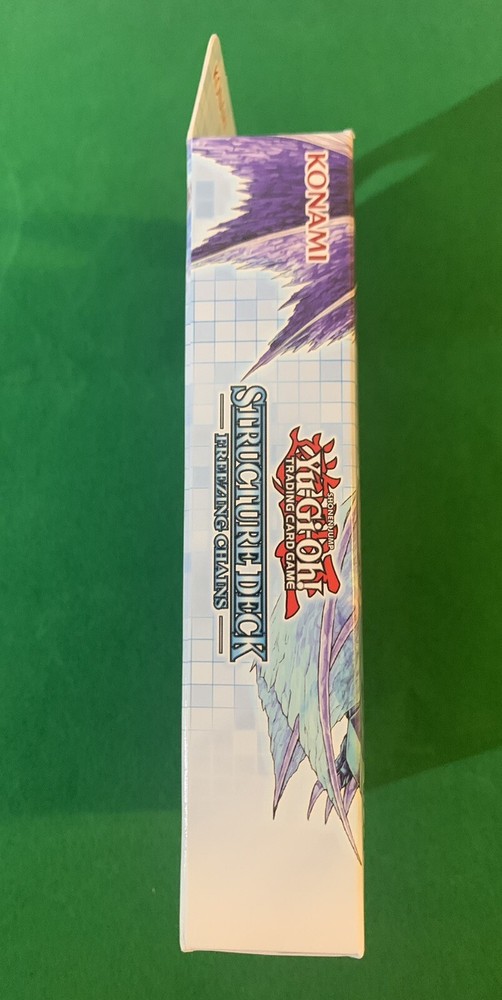 KONAMI
SHONEN JUMP
Yu-Gi-Oh!
TRADING CARD GAME
STRUCTURE DECK
FREEZING CHAINS